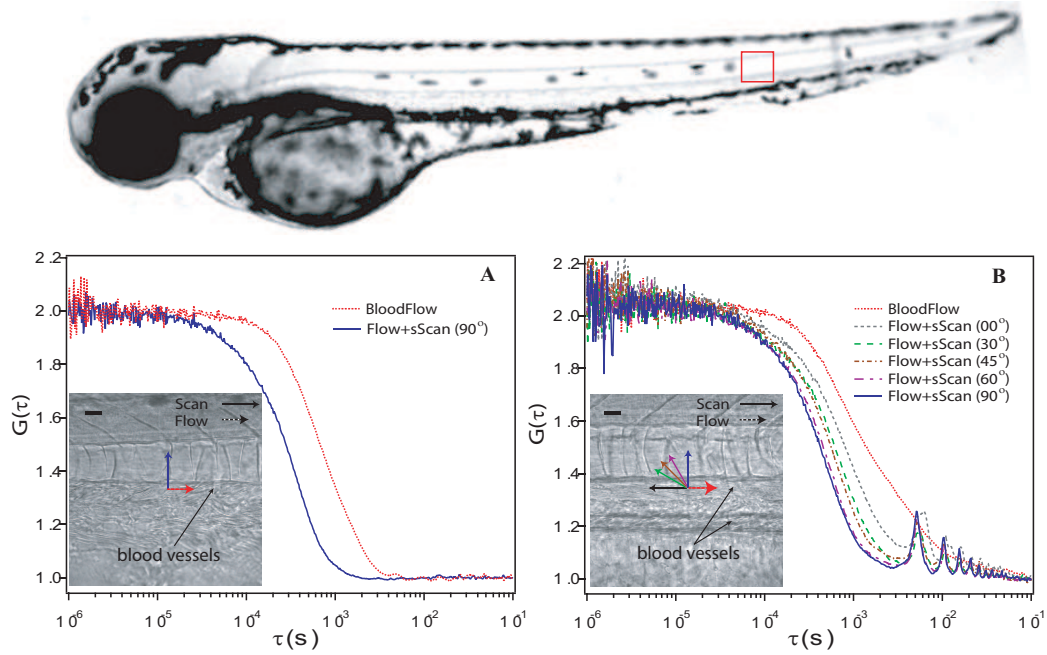 A
2.2
2.0
1.8
1.6
1.4
1.2
1.0
G(τ)
BloodFlow
Flow+sScan (90°)
Scan
Flow
blood vessels
10⁶ 10⁵ 10⁴ 10³ 10² 10¹
τ(s)
B
2.2
2.0
1.8
1.6
1.4
1.2
1.0
G(τ)
BloodFlow
Flow+sScan (00°)
Flow+sScan (30°)
Flow+sScan (45°)
Flow+sScan (60°)
Flow+sScan (90°)
Scan
Flow
blood vessels
10⁶ 10⁵ 10⁴ 10³ 10² 10¹
τ(s)